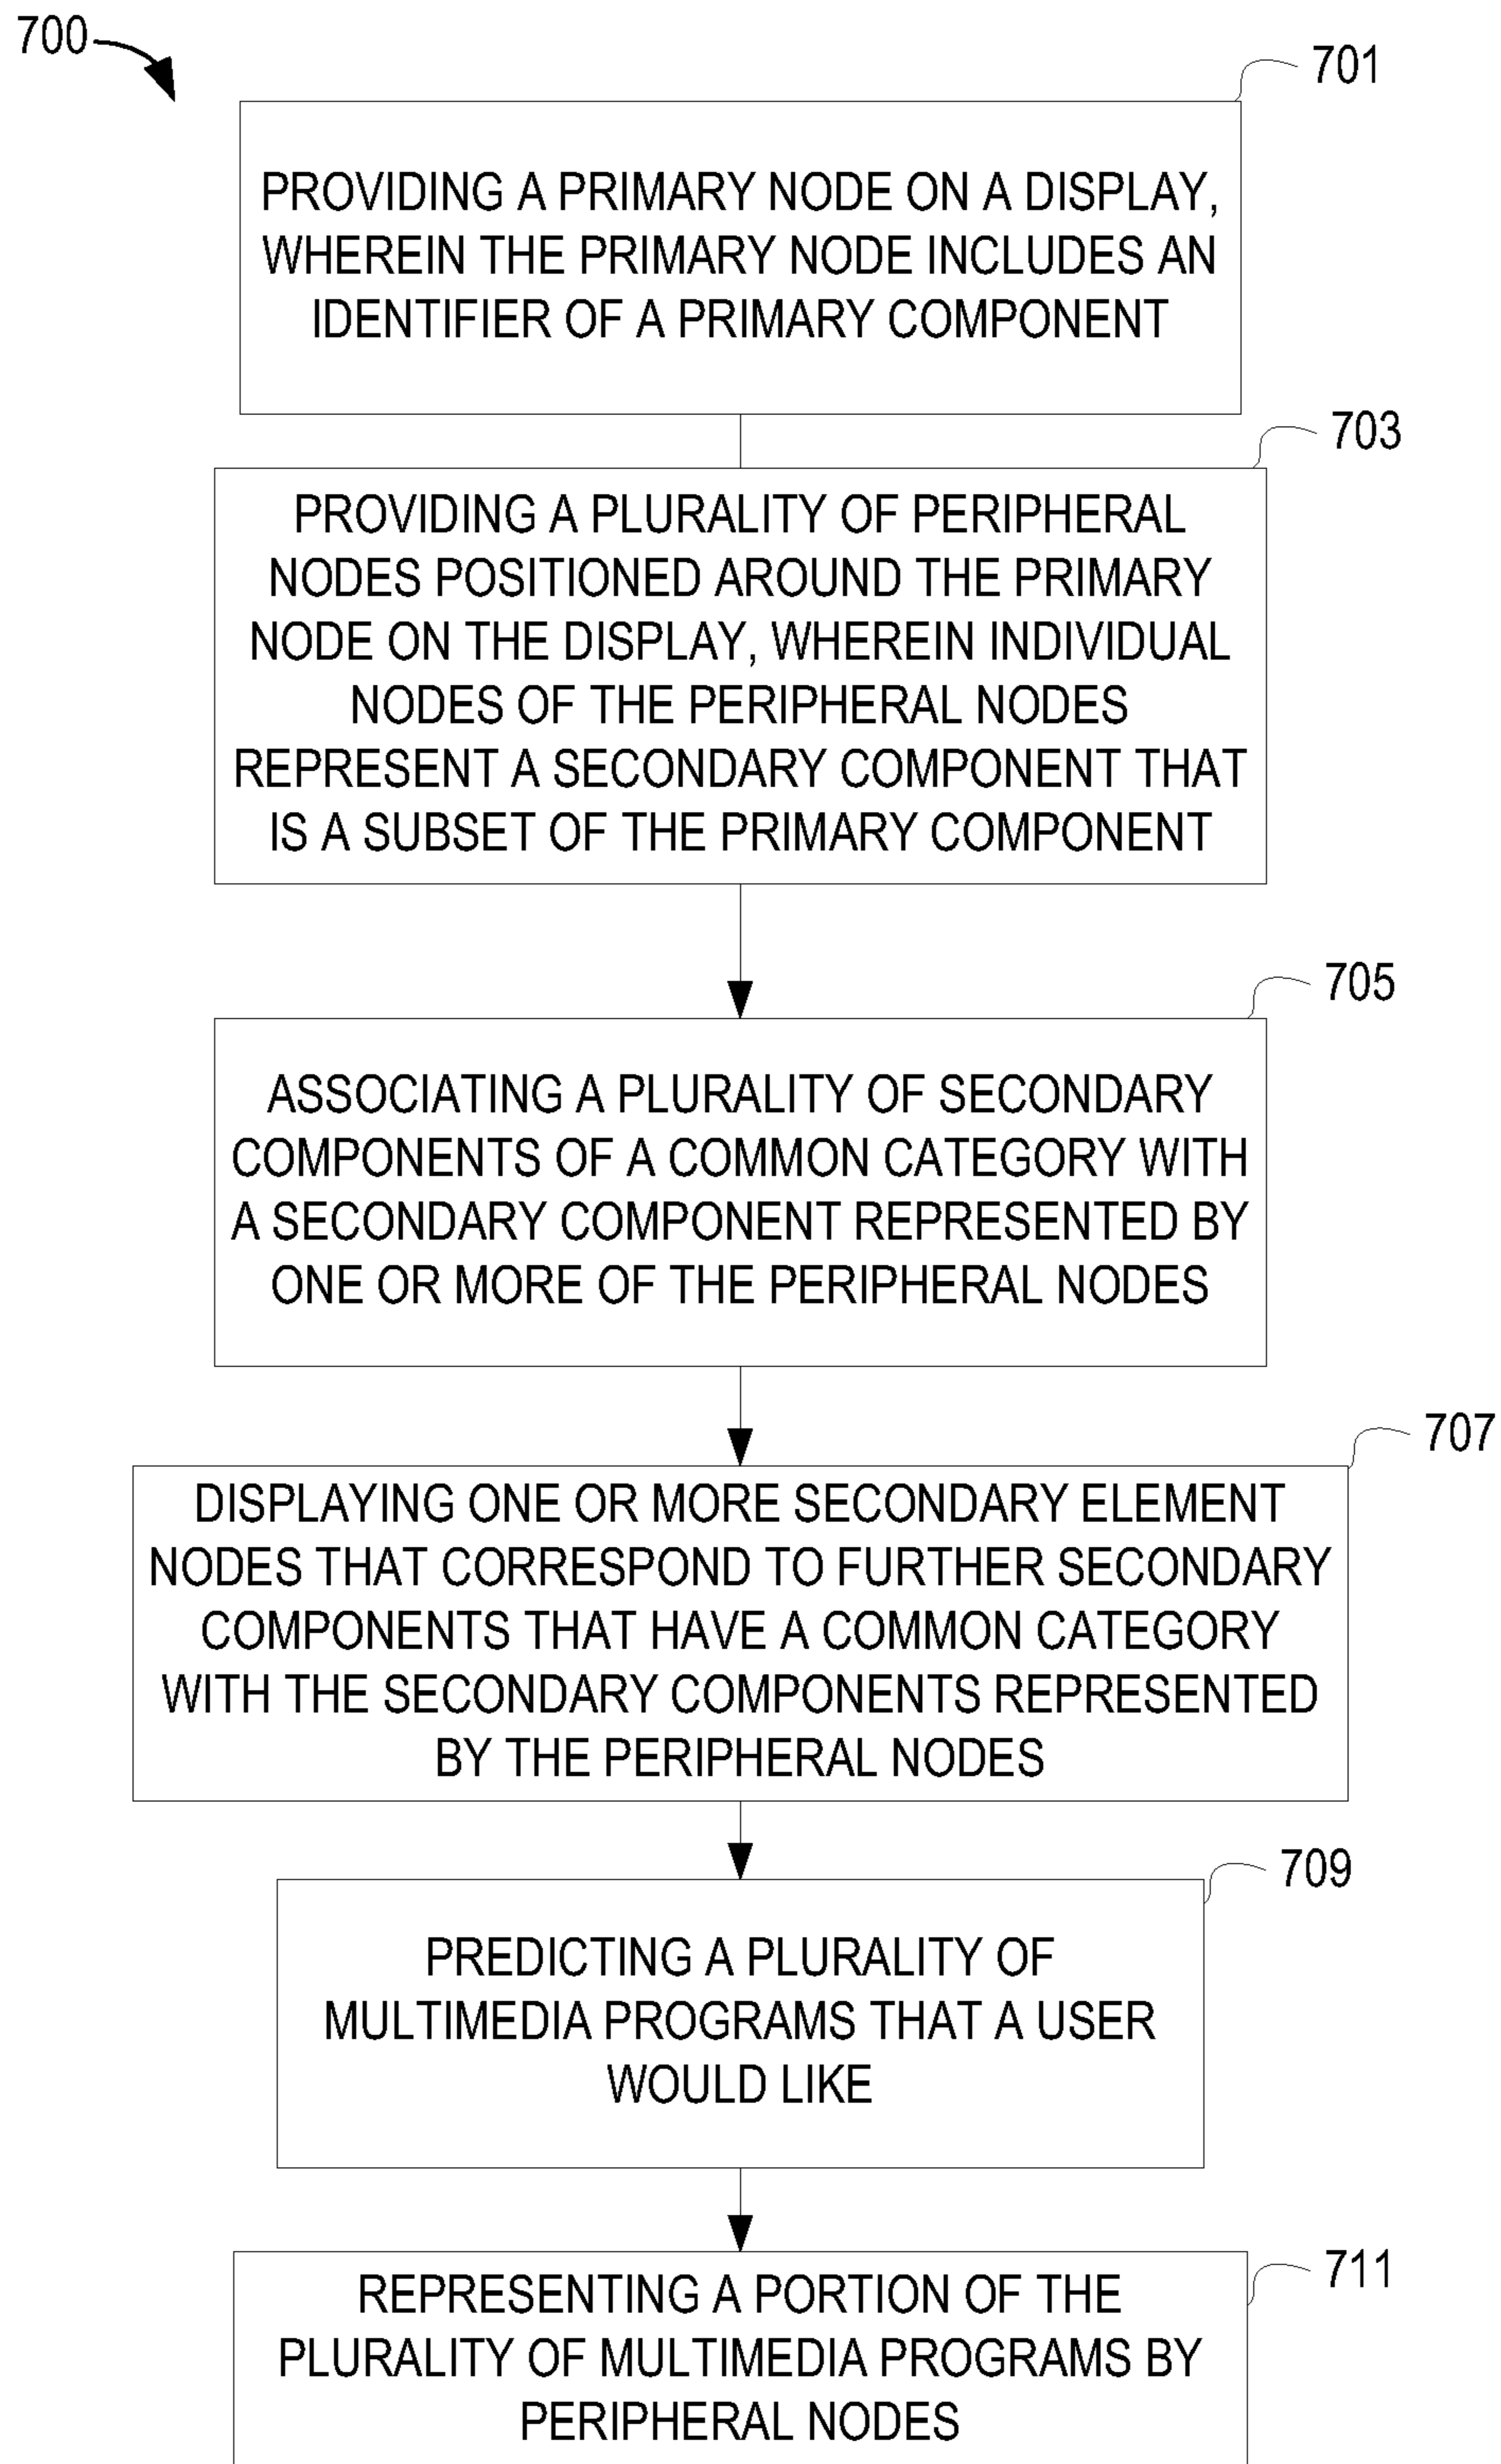 700
701
PROVIDING A PRIMARY NODE ON A DISPLAY,
WHEREIN THE PRIMARY NODE INCLUDES AN
IDENTIFIER OF A PRIMARY COMPONENT
703
PROVIDING A PLURALITY OF PERIPHERAL
NODES POSITIONED AROUND THE PRIMARY
NODE ON THE DISPLAY, WHEREIN INDIVIDUAL
NODES OF THE PERIPHERAL NODES
REPRESENT A SECONDARY COMPONENT THAT
IS A SUBSET OF THE PRIMARY COMPONENT
705
ASSOCIATING A PLURALITY OF SECONDARY
COMPONENTS OF A COMMON CATEGORY WITH
A SECONDARY COMPONENT REPRESENTED BY
ONE OR MORE OF THE PERIPHERAL NODES
707
DISPLAYING ONE OR MORE SECONDARY ELEMENT
NODES THAT CORRESPOND TO FURTHER SECONDARY
COMPONENTS THAT HAVE A COMMON CATEGORY
WITH THE SECONDARY COMPONENTS REPRESENTED
BY THE PERIPHERAL NODES
709
PREDICTING A PLURALITY OF
MULTIMEDIA PROGRAMS THAT A USER
WOULD LIKE
711
REPRESENTING A PORTION OF THE
PLURALITY OF MULTIMEDIA PROGRAMS BY
PERIPHERAL NODES